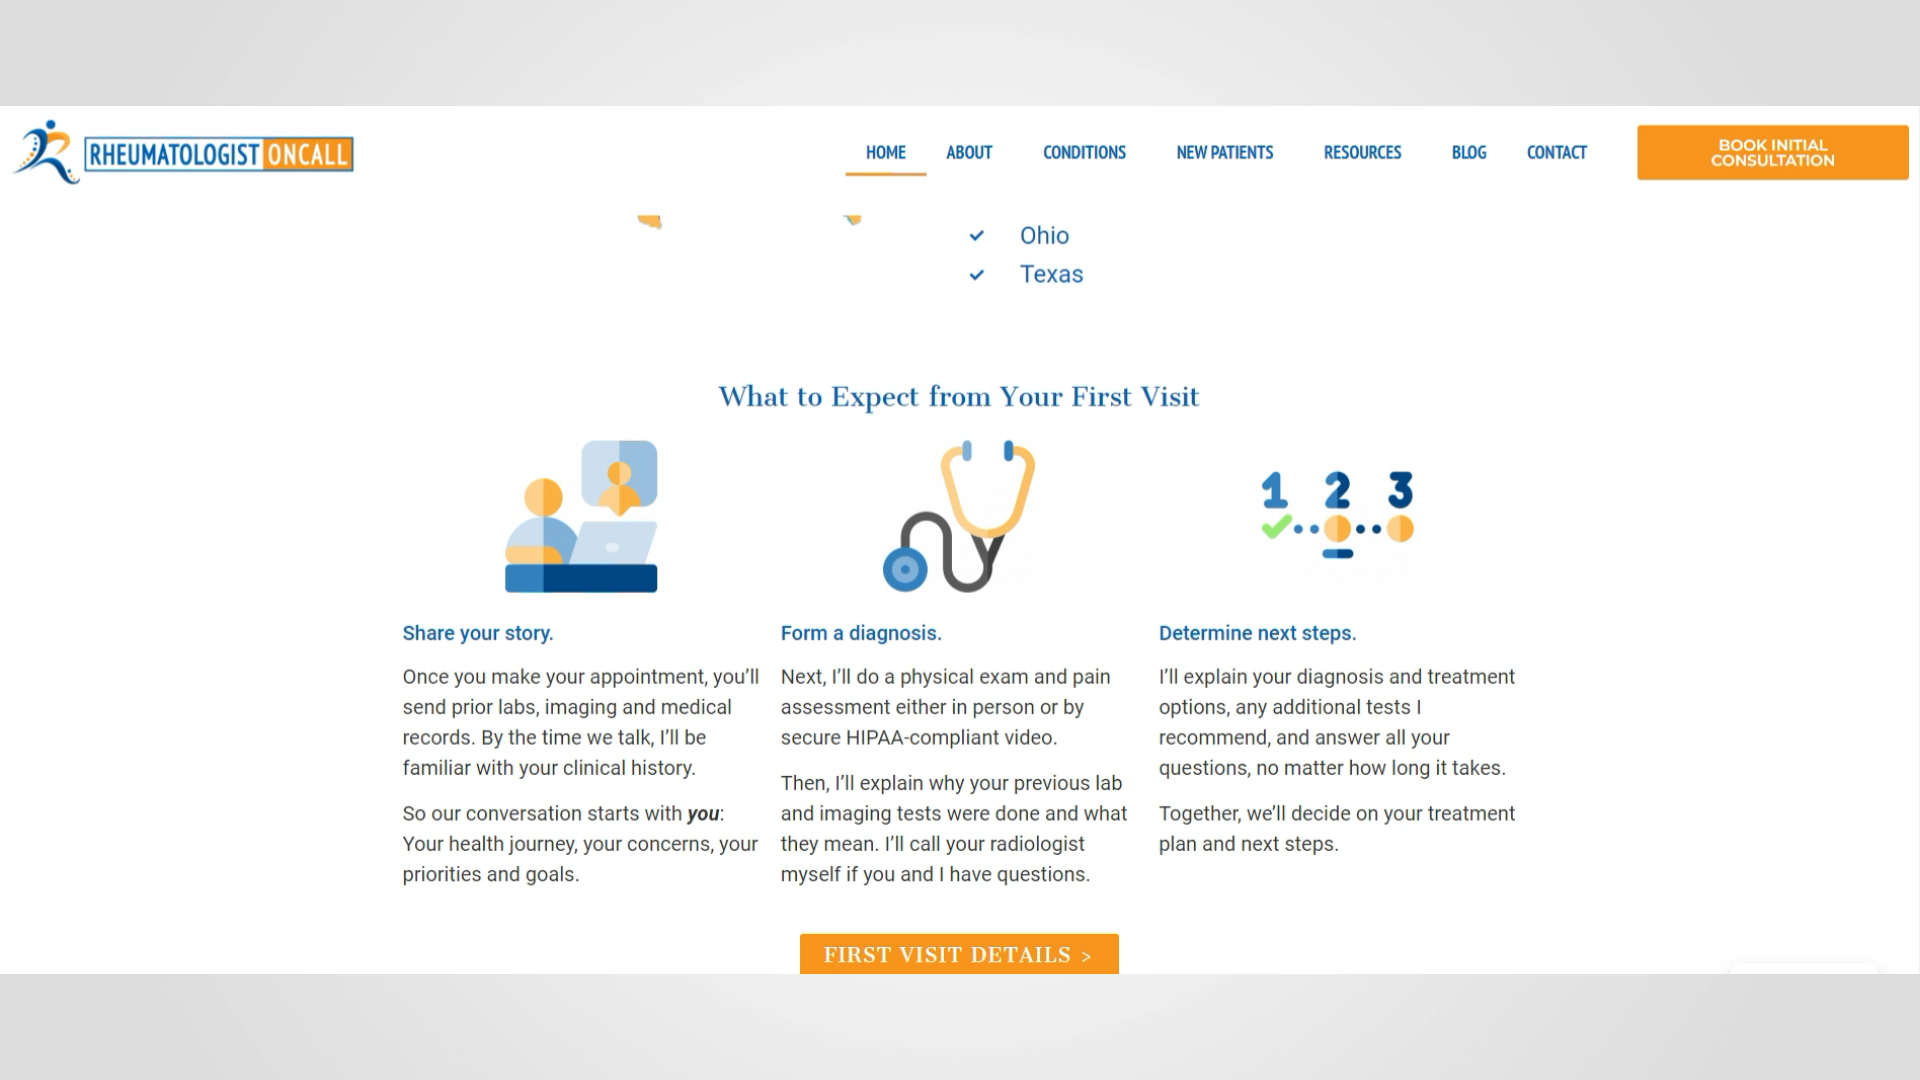 RHEUMATOLOGIST ONCALL
HOME
ABOUT
CONDITIONS
NEW PATIENTS
RESOURCES
BLOG
CONTACT
BOOK INITIAL
CONSULTATION
Ohio
Texas
What to Expect from Your First Visit
1 2 3
Share your story.
Once you make your appointment, you’ll
send prior labs, imaging and medical
records. By the time we talk, I’ll be
familiar with your clinical history.
So our conversation starts with you:
Your health journey, your concerns, your
priorities and goals.
Form a diagnosis.
Next, I’ll do a physical exam and pain
assessment either in person or by
secure HIPAA-compliant video.
Then, I’ll explain why your previous lab
and imaging tests were done and what
they mean. I’ll call your radiologist
myself if you and I have questions.
Determine next steps.
I’ll explain your diagnosis and treatment
options, any additional tests I
recommend, and answer all your
questions, no matter how long it takes.
Together, we’ll decide on your treatment
plan and next steps.
FIRST VISIT DETAILS >